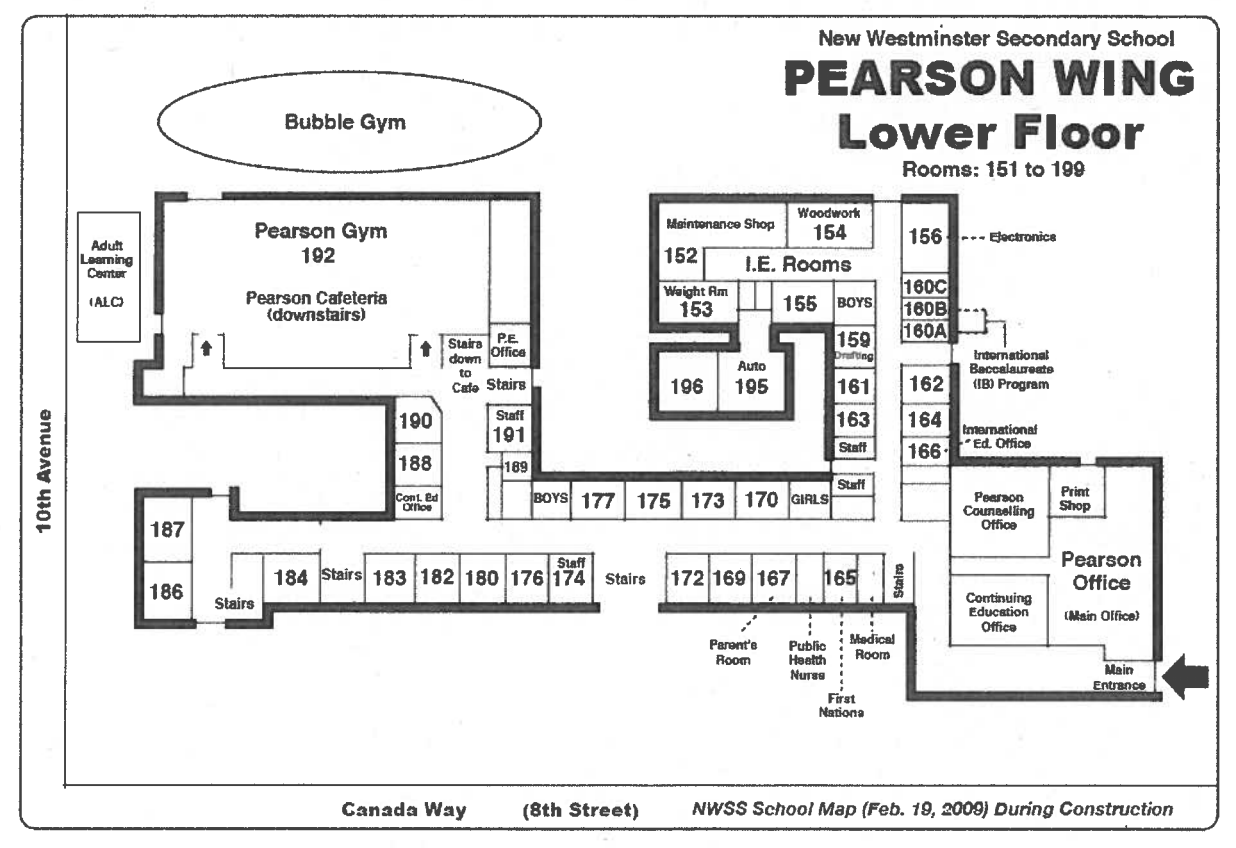 New Westminster Secondary School
PEARSON WING
Lower Floor
Rooms: 151 to 199
Bubble Gym
Adult
Learning
Center
(ALC)
Pearson Gym
192
Pearson Cafeteria
(downstairs)
Stairs
down
to
Cafe
P.E.
Office
Stairs
Staff
191
189
190
188
Cont. Ed
Office
Maintenance Shop
152
Woodwork
154
I.E. Rooms
Weight Rm
153
155
BOYS
159
Drafting
Auto
196
195
161
163
Staff
Staff
156
Electronics
160C
160B
160A
International
Baccalaureate
(IB) Program
162
164
166
International
Ed. Office
BOYS
177
175
173
170
GIRLS
187
186
Stairs
184
Stairs
183
182
180
176
Staff
174
Stairs
172
169
167
165
Stairs
Parent's
Room
Public
Health
Nurse
First
Nations
Medical
Room
Pearson
Counselling
Office
Print
Shop
Pearson
Office
(Main Office)
Continuing
Education
Office
Main
Entrance
10th Avenue
Canada Way
(8th Street)
NWSS School Map (Feb. 19, 2009) During Construction